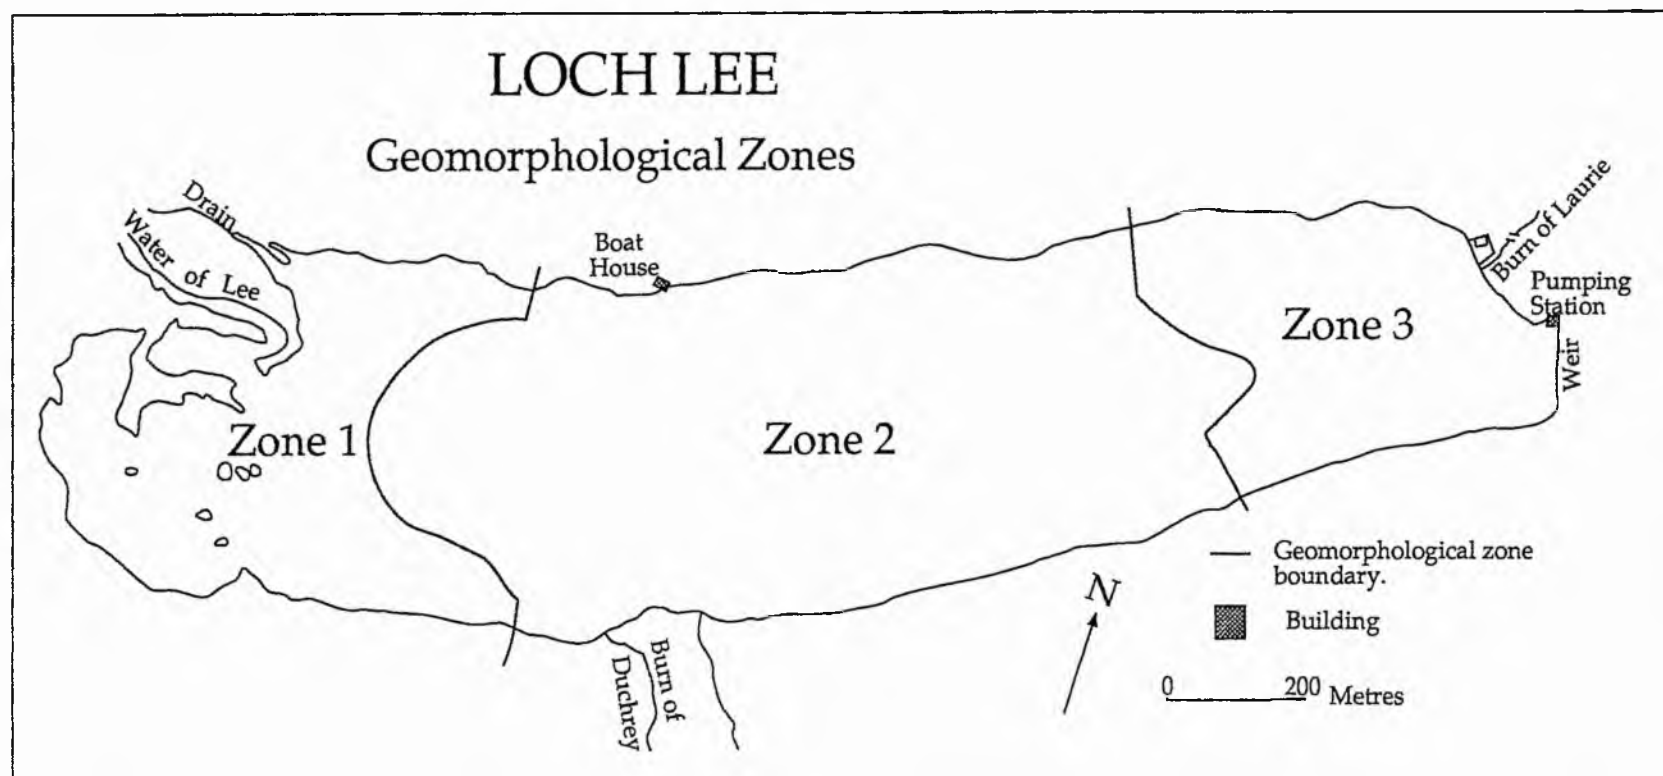 LOCH LEE
Geomorphological Zones
Drain
Water of Lee
Boat
House
Burn of Laurie
Pumping
Station
Weir
Zone 1
Zone 2
Zone 3
Burn of
Duchrey
N
Geomorphological zone
boundary.
Building
0 200 Metres